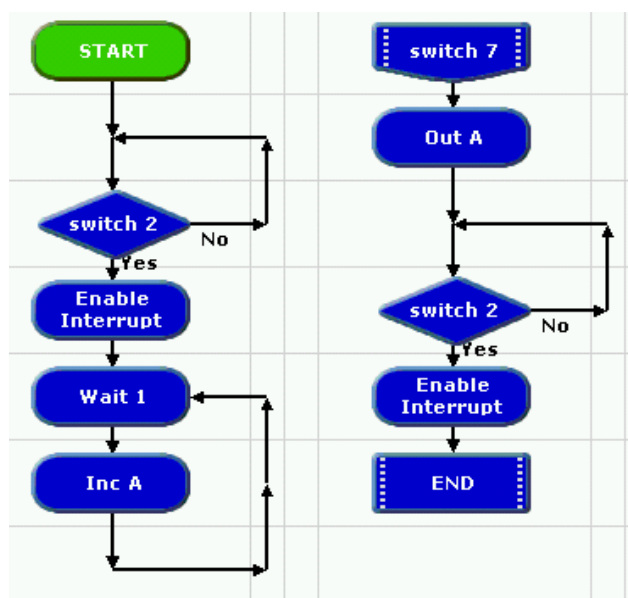 START
switch 2
No
Yes
Enable
Interrupt
Wait 1
Inc A
switch 7
Out A
switch 2
No
Yes
Enable
Interrupt
END